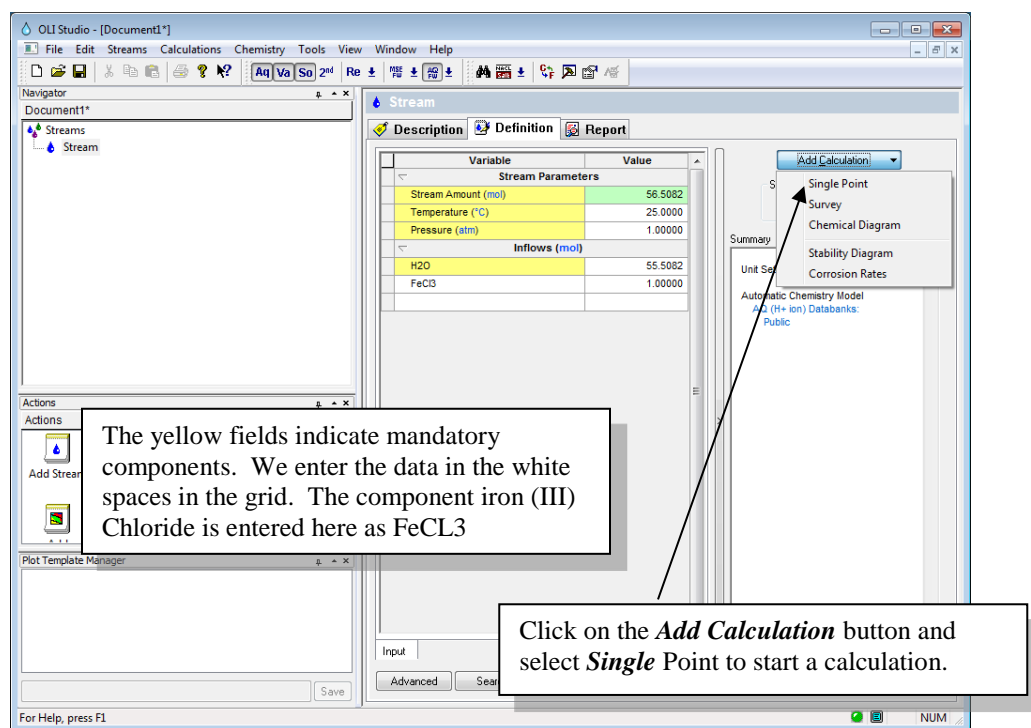 OLI Studio - [Document1*]
File Edit Streams Calculations Chemistry Tools View Window Help
Aq Va So 2nd Re
Navigator
Document1*
Streams
Stream
Stream
Description Definition Report
Variable Value
Stream Parameters
Stream Amount (mol) 56.5082
Temperature (°C) 25.0000
Pressure (atm) 1.00000
Inflows (mol)
H2O 55.5082
FeCl3 1.00000
Add Calculation
Single Point
Survey
Chemical Diagram
Stability Diagram
Corrosion Rates
Summary
Unit Se
Automatic Chemistry Model
AQ (H+ ion) Databanks:
Public
Actions
Actions
Add Stream
The yellow fields indicate mandatory
components. We enter the data in the white
spaces in the grid. The component iron (III)
Chloride is entered here as FeCL3
Plot Template Manager
Click on the Add Calculation button and
select Single Point to start a calculation.
Input
Advanced Sear
Save
For Help, press F1
NUM